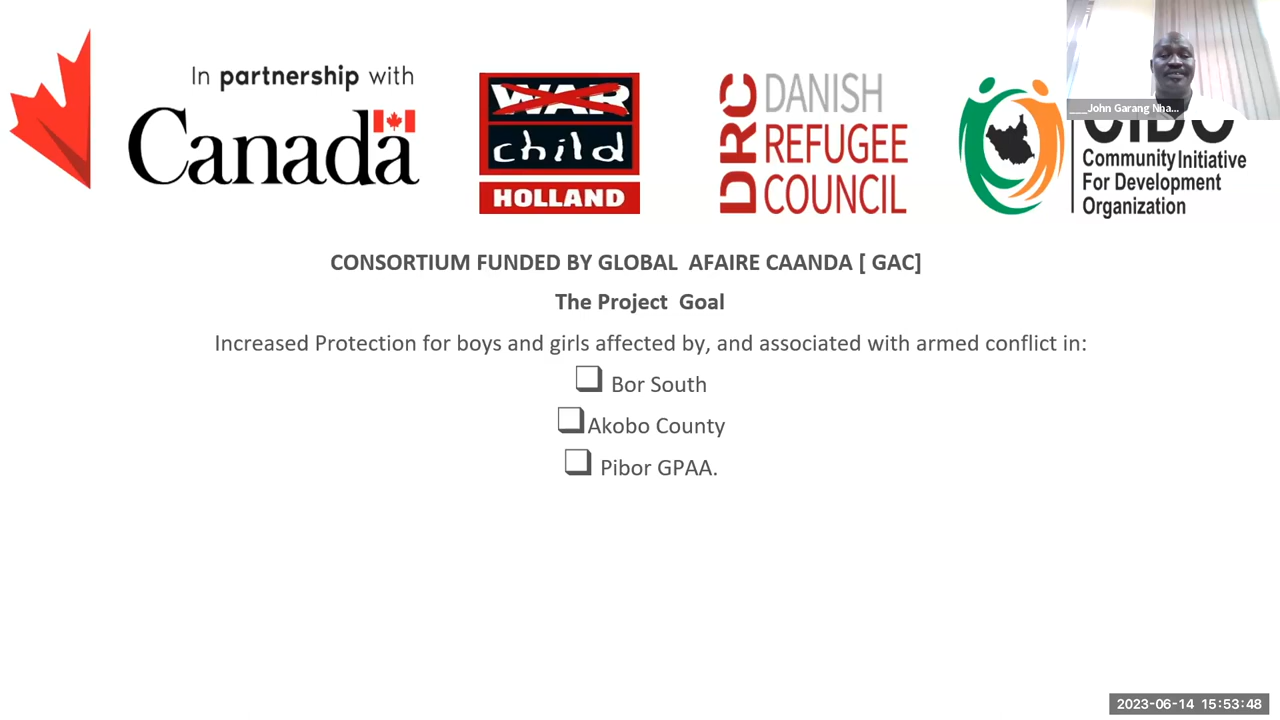 In partnership with
Canada
WAR
child
HOLLAND
DRC
DANISH
REFUGEE
COUNCIL
CIDO
Community Initiative
For Development
Organization
___John Garang Nha...
CONSORTIUM FUNDED BY GLOBAL AFAIRE CAANDA [ GAC]
The Project Goal
Increased Protection for boys and girls affected by, and associated with armed conflict in:
Bor South
Akobo County
Pibor GPAA.
2023-06-14 15:53:48